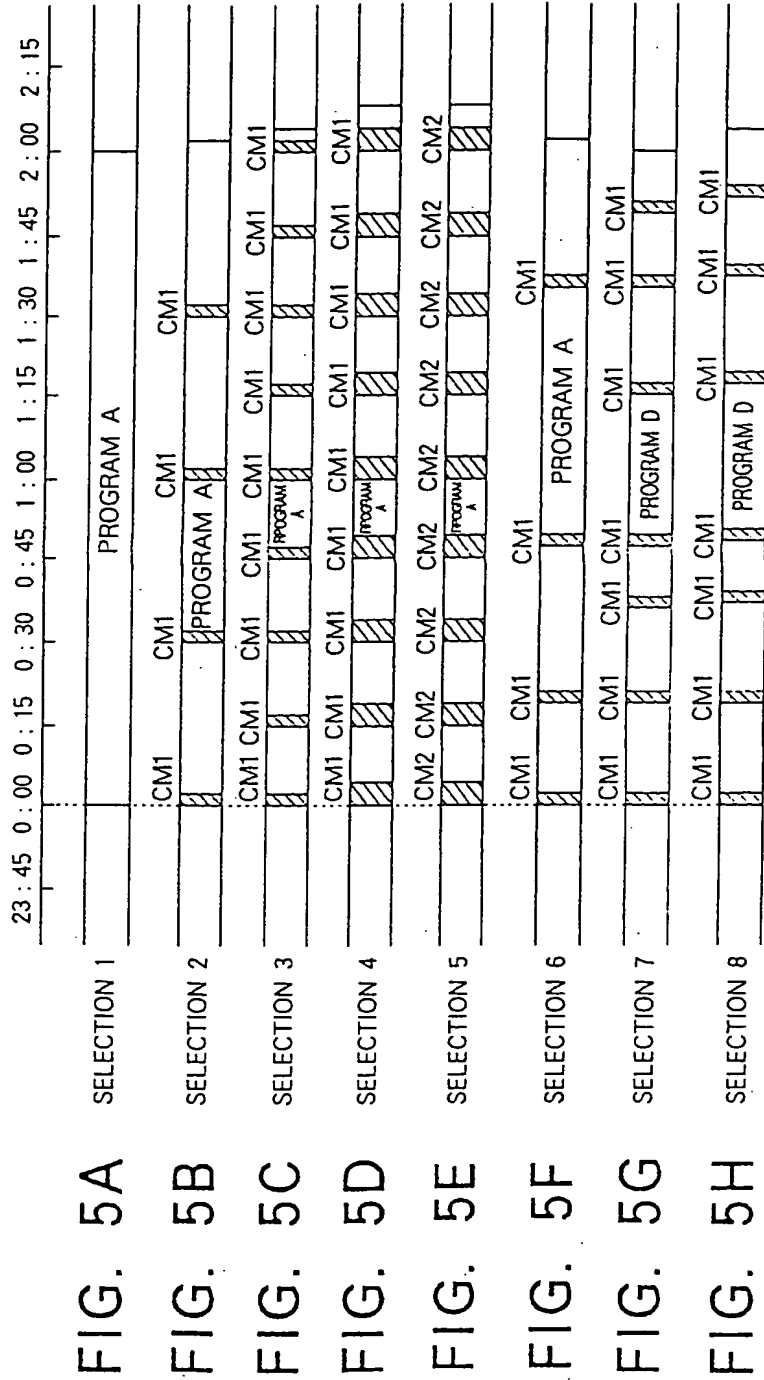 23:45 0:00 0:15 0:30 0:45 1:00 1:15 1:30 1:45 2:00 2:15
FIG. 5A SELECTION 1 PROGRAM A
CM1 CM1 CM1 CM1
FIG. 5B SELECTION 2 PROGRAM A
CM1 CM1 CM1 CM1 CM1 CM1 CM1 CM1 CM1
FIG. 5C SELECTION 3 RPOGRAM
A
CM1 CM1 CM1 CM1 CM1 CM1 CM1 CM1 CM1
FIG. 5D SELECTION 4 RPOGRAM
A
CM2 CM2 CM2 CM2 CM2 CM2 CM2 CM2 CM2
FIG. 5E SELECTION 5 RPOGRAM
A
CM1 CM1 CM1 CM1
FIG. 5F SELECTION 6 PROGRAM A
CM1 CM1 CM1 CM1 CM1 CM1 CM1
FIG. 5G SELECTION 7 PROGRAM D
CM1 CM1 CM1 CM1 CM1 CM1 CM1
FIG. 5H SELECTION 8 PROGRAM D